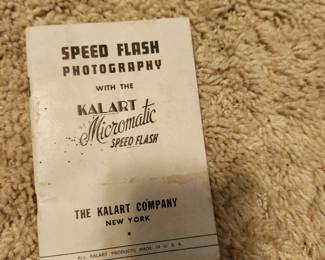 SPEED FLASH
PHOTOGRAPHY
WITH THE
KALART
Micromatic
SPEED FLASH
THE KALART COMPANY
NEW YORK
ALL KALART PRODUCTS MADE IN U. S. A.